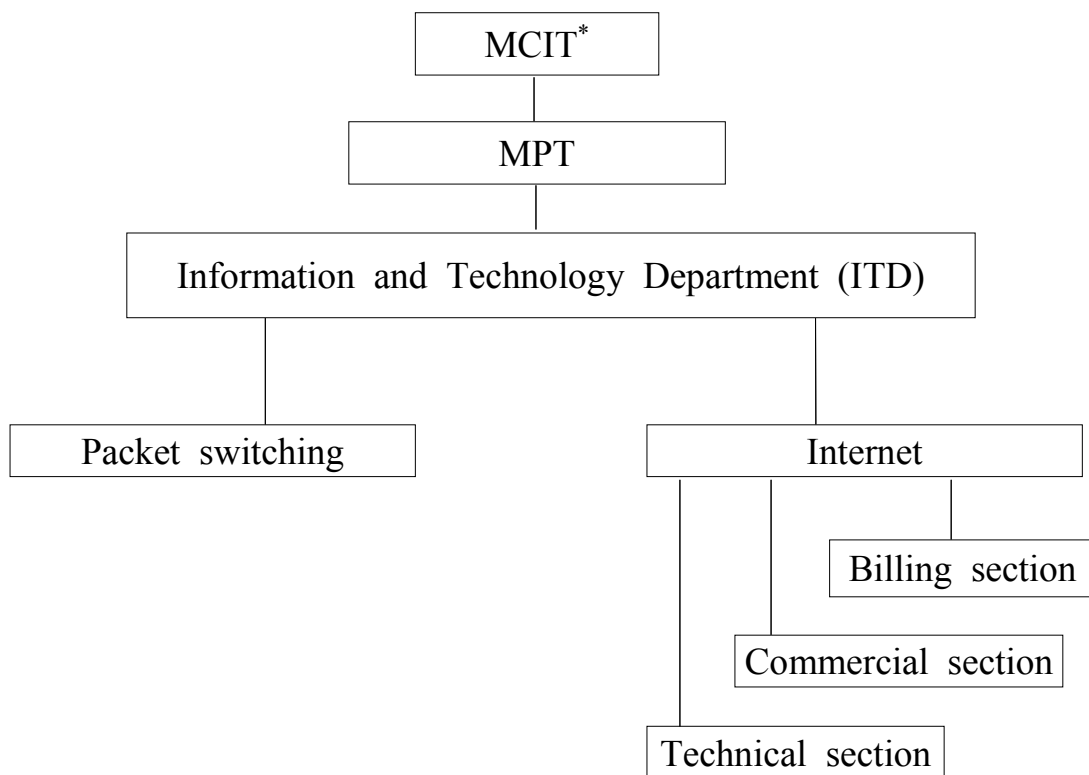 MCIT*
MPT
Information and Technology Department (ITD)
Packet switching
Internet
Billing section
Commercial section
Technical section